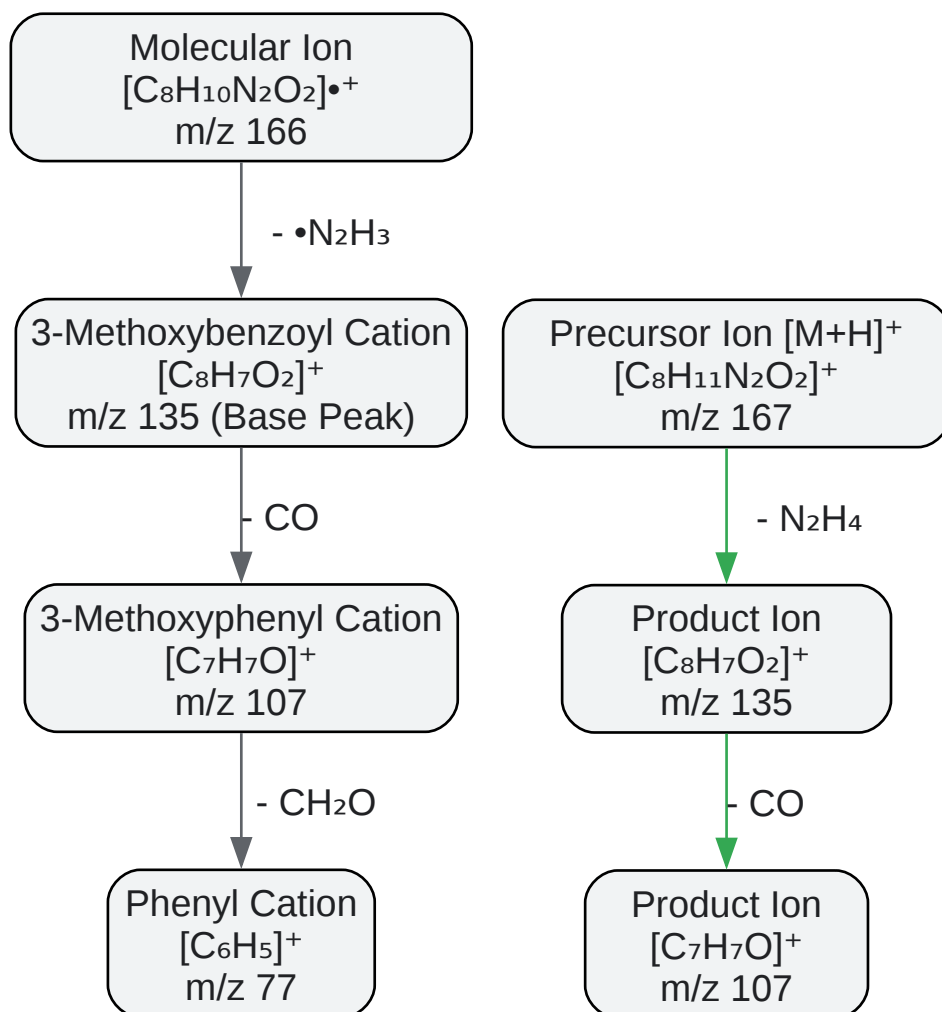 Molecular Ion
[C₈H₁₀N₂O₂]•⁺
m/z 166
- •N₂H₃
3-Methoxybenzoyl Cation
[C₈H₇O₂]⁺
m/z 135 (Base Peak)
- CO
3-Methoxyphenyl Cation
[C₇H₇O]⁺
m/z 107
- CH₂O
Phenyl Cation
[C₆H₅]⁺
m/z 77
Precursor Ion [M+H]⁺
[C₈H₁₁N₂O₂]⁺
m/z 167
- N₂H₄
Product Ion
[C₈H₇O₂]⁺
m/z 135
- CO
Product Ion
[C₇H₇O]⁺
m/z 107